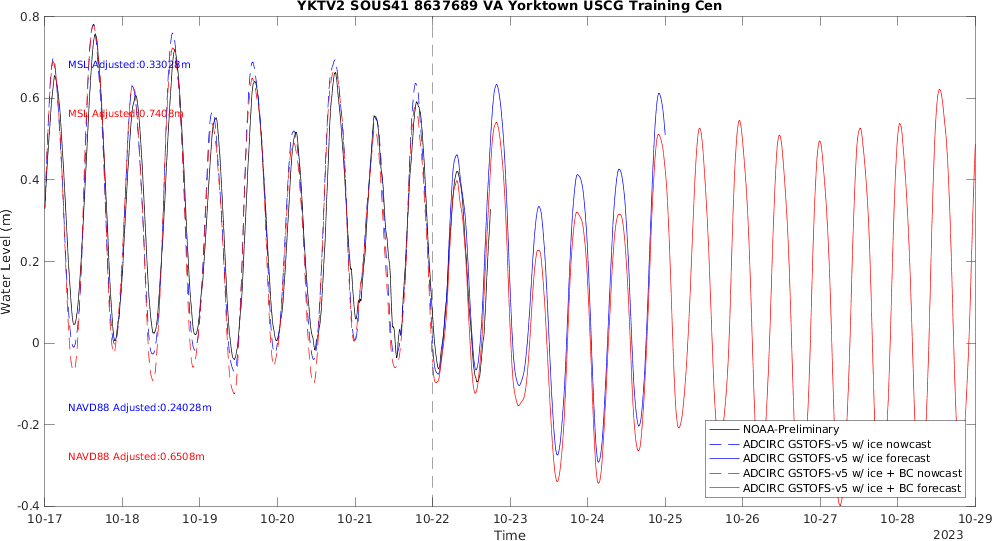 YKTV2 SOUS41 8637689 VA Yorktown USCG Training Cen
0.8
0.6
0.4
0.2
0
-0.2
-0.4
Water Level (m)
MSL Adjusted:0.33028m
MSL Adjusted:0.7408m
NAVD88 Adjusted:0.24028m
NAVD88 Adjusted:0.6508m
NOAA-Preliminary
ADCIRC GSTOFS-v5 w/ ice nowcast
ADCIRC GSTOFS-v5 w/ ice forecast
ADCIRC GSTOFS-v5 w/ ice + BC nowcast
ADCIRC GSTOFS-v5 w/ ice + BC forecast
10-17 10-18 10-19 10-20 10-21 10-22 10-23 10-24 10-25 10-26 10-27 10-28 10-29
Time
2023